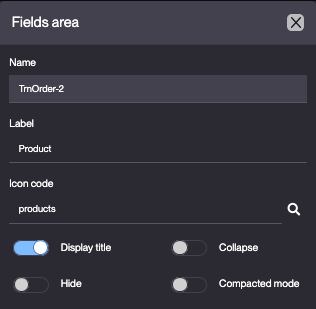 Fields area
Name
TrnOrder-2
Label
Product
Icon code
products
Display title
Collapse
Hide
Compacted mode